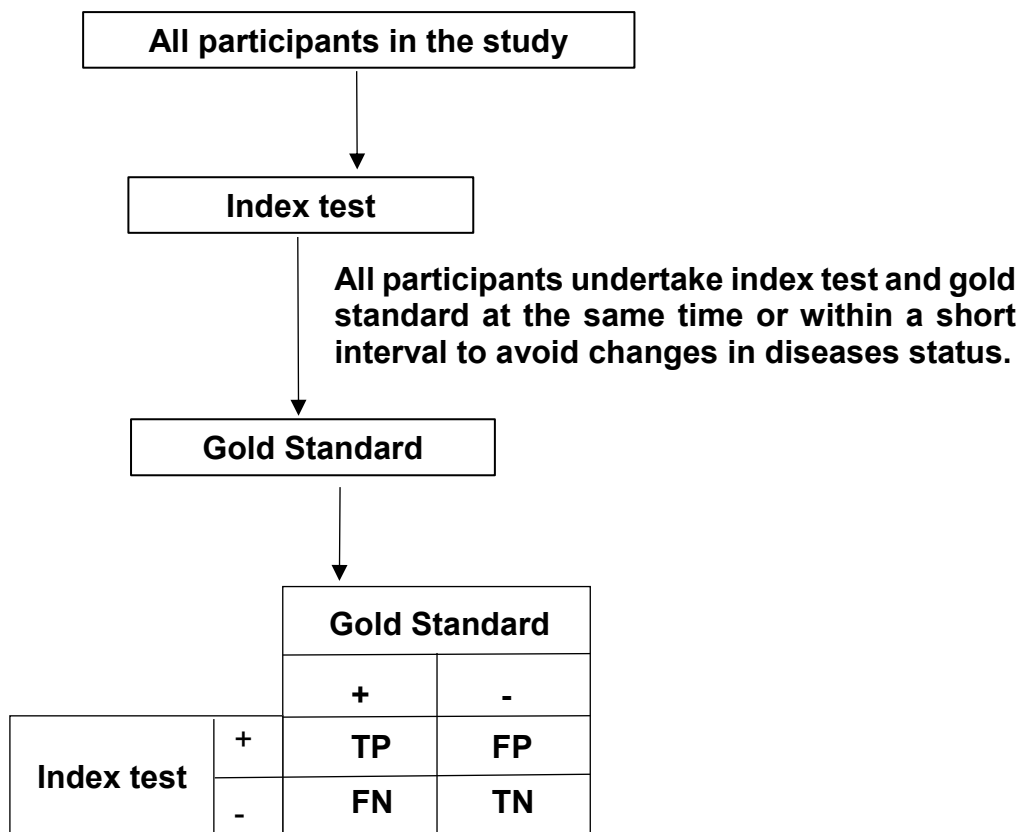 All participants in the study
Index test
All participants undertake index test and gold
standard at the same time or within a short
interval to avoid changes in diseases status.
Gold Standard
Gold Standard
+ -
Index test
+ TP FP
- FN TN